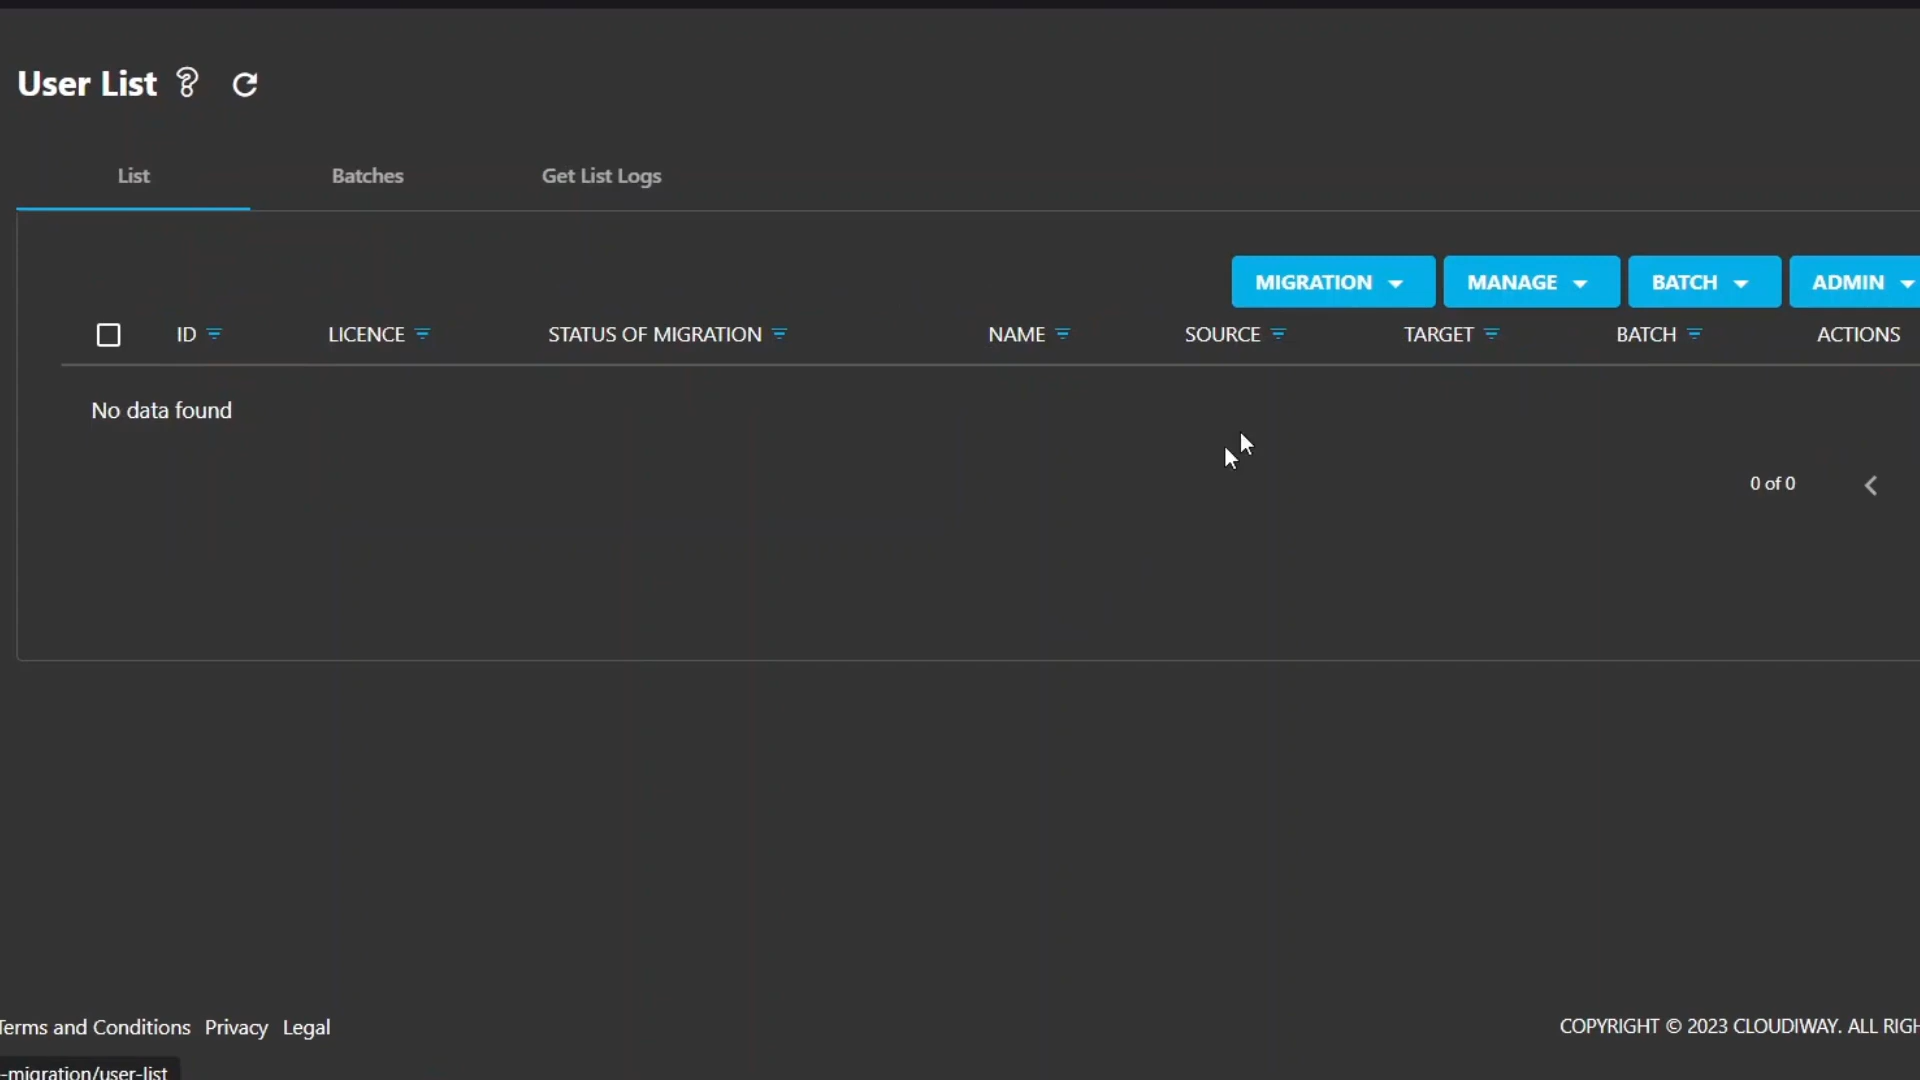 User List
List Batches Get List Logs
MIGRATION MANAGE BATCH ADMIN
ID LICENCE STATUS OF MIGRATION NAME SOURCE TARGET BATCH ACTIONS
No data found
0 of 0
Terms and Conditions Privacy Legal
COPYRIGHT © 2023 CLOUDIWAY. ALL RIGH
-migration/user-list